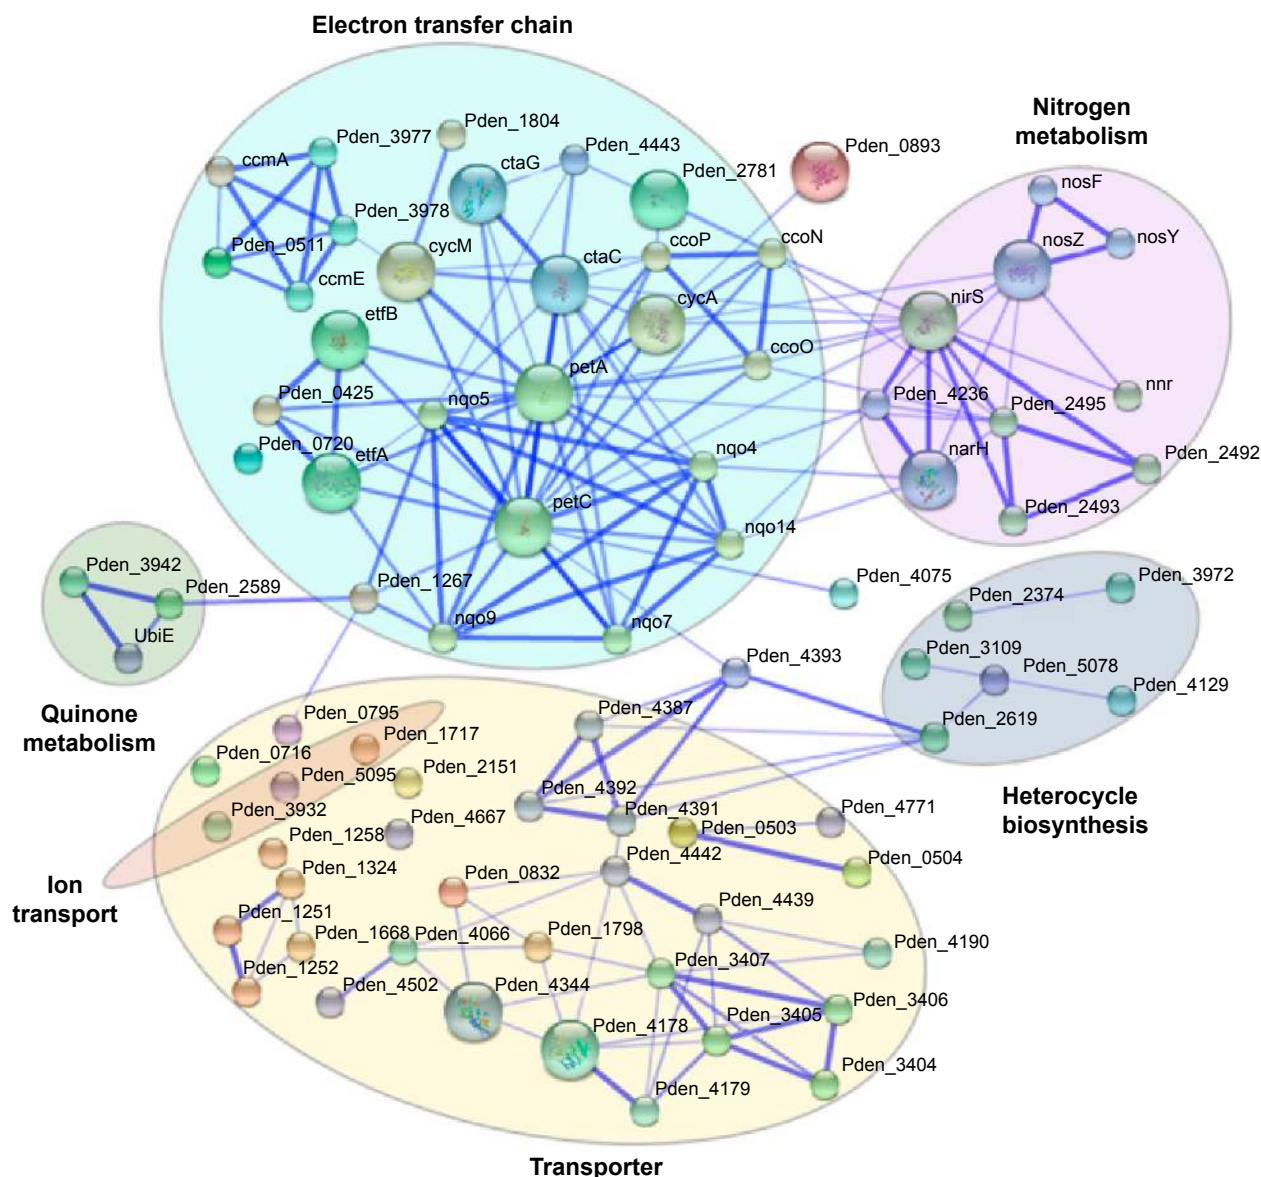 Electron transfer chain
Nitrogen
metabolism
Pden_1804
Pden_3977
ccmA
ctaG
Pden_4443
Pden_2781
Pden_0893
nosF
Pden_3978
cycM
ccoP
ccoN
nosZ
nosY
Pden_0511
ctaC
ccmE
cycA
nirS
etfB
ccoO
petA
nnr
Pden_0425
nqo5
Pden_4236
Pden_2495
Pden_0720
etfA
nqo4
narH
Pden_2492
petC
Pden_2493
nqo14
Pden_3942
Pden_2589
Pden_1267
Pden_4075
Pden_2374
Pden_3972
UbiE
nqo9
nqo7
Pden_4393
Pden_3109
Pden_5078
Pden_4129
Quinone
metabolism
Pden_0795
Pden_4387
Pden_2619
Pden_1717
Pden_0716
Pden_5095
Pden_2151
Pden_4392
Pden_4391
Heterocycle
biosynthesis
Pden_3932
Pden_1258
Pden_4667
Pden_0503
Pden_4771
Ion
transport
Pden_1324
Pden_0832
Pden_4442
Pden_0504
Pden_1251
Pden_1668
Pden_4066
Pden_1798
Pden_4439
Pden_4190
Pden_1252
Pden_4502
Pden_4344
Pden_3407
Pden_3406
Pden_4178
Pden_3405
Pden_3404
Pden_4179
Transporter